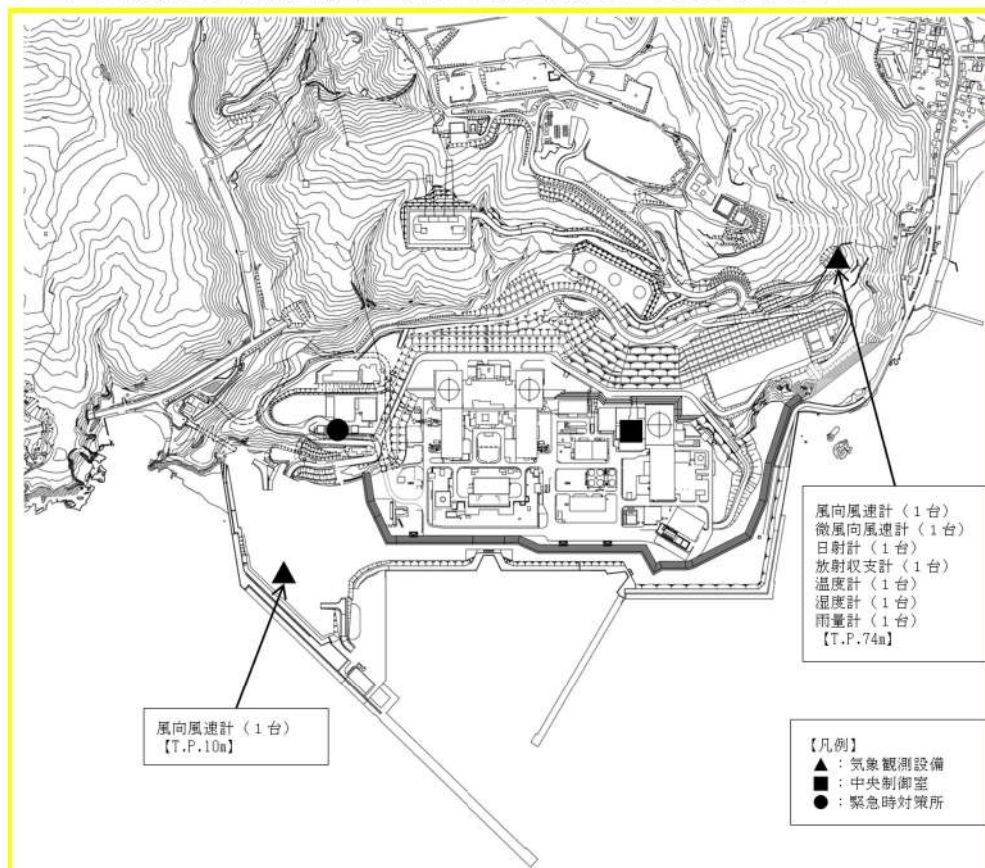 風向風速計（1台）
微風向風速計（1台）
日射計（1台）
放射収支計（1台）
温度計（1台）
湿度計（1台）
雨量計（1台）
【T.P.74m】
風向風速計（1台）
【T.P.10m】
【凡例】
▲：気象観測設備
■：中央制御室
●：緊急時対策所